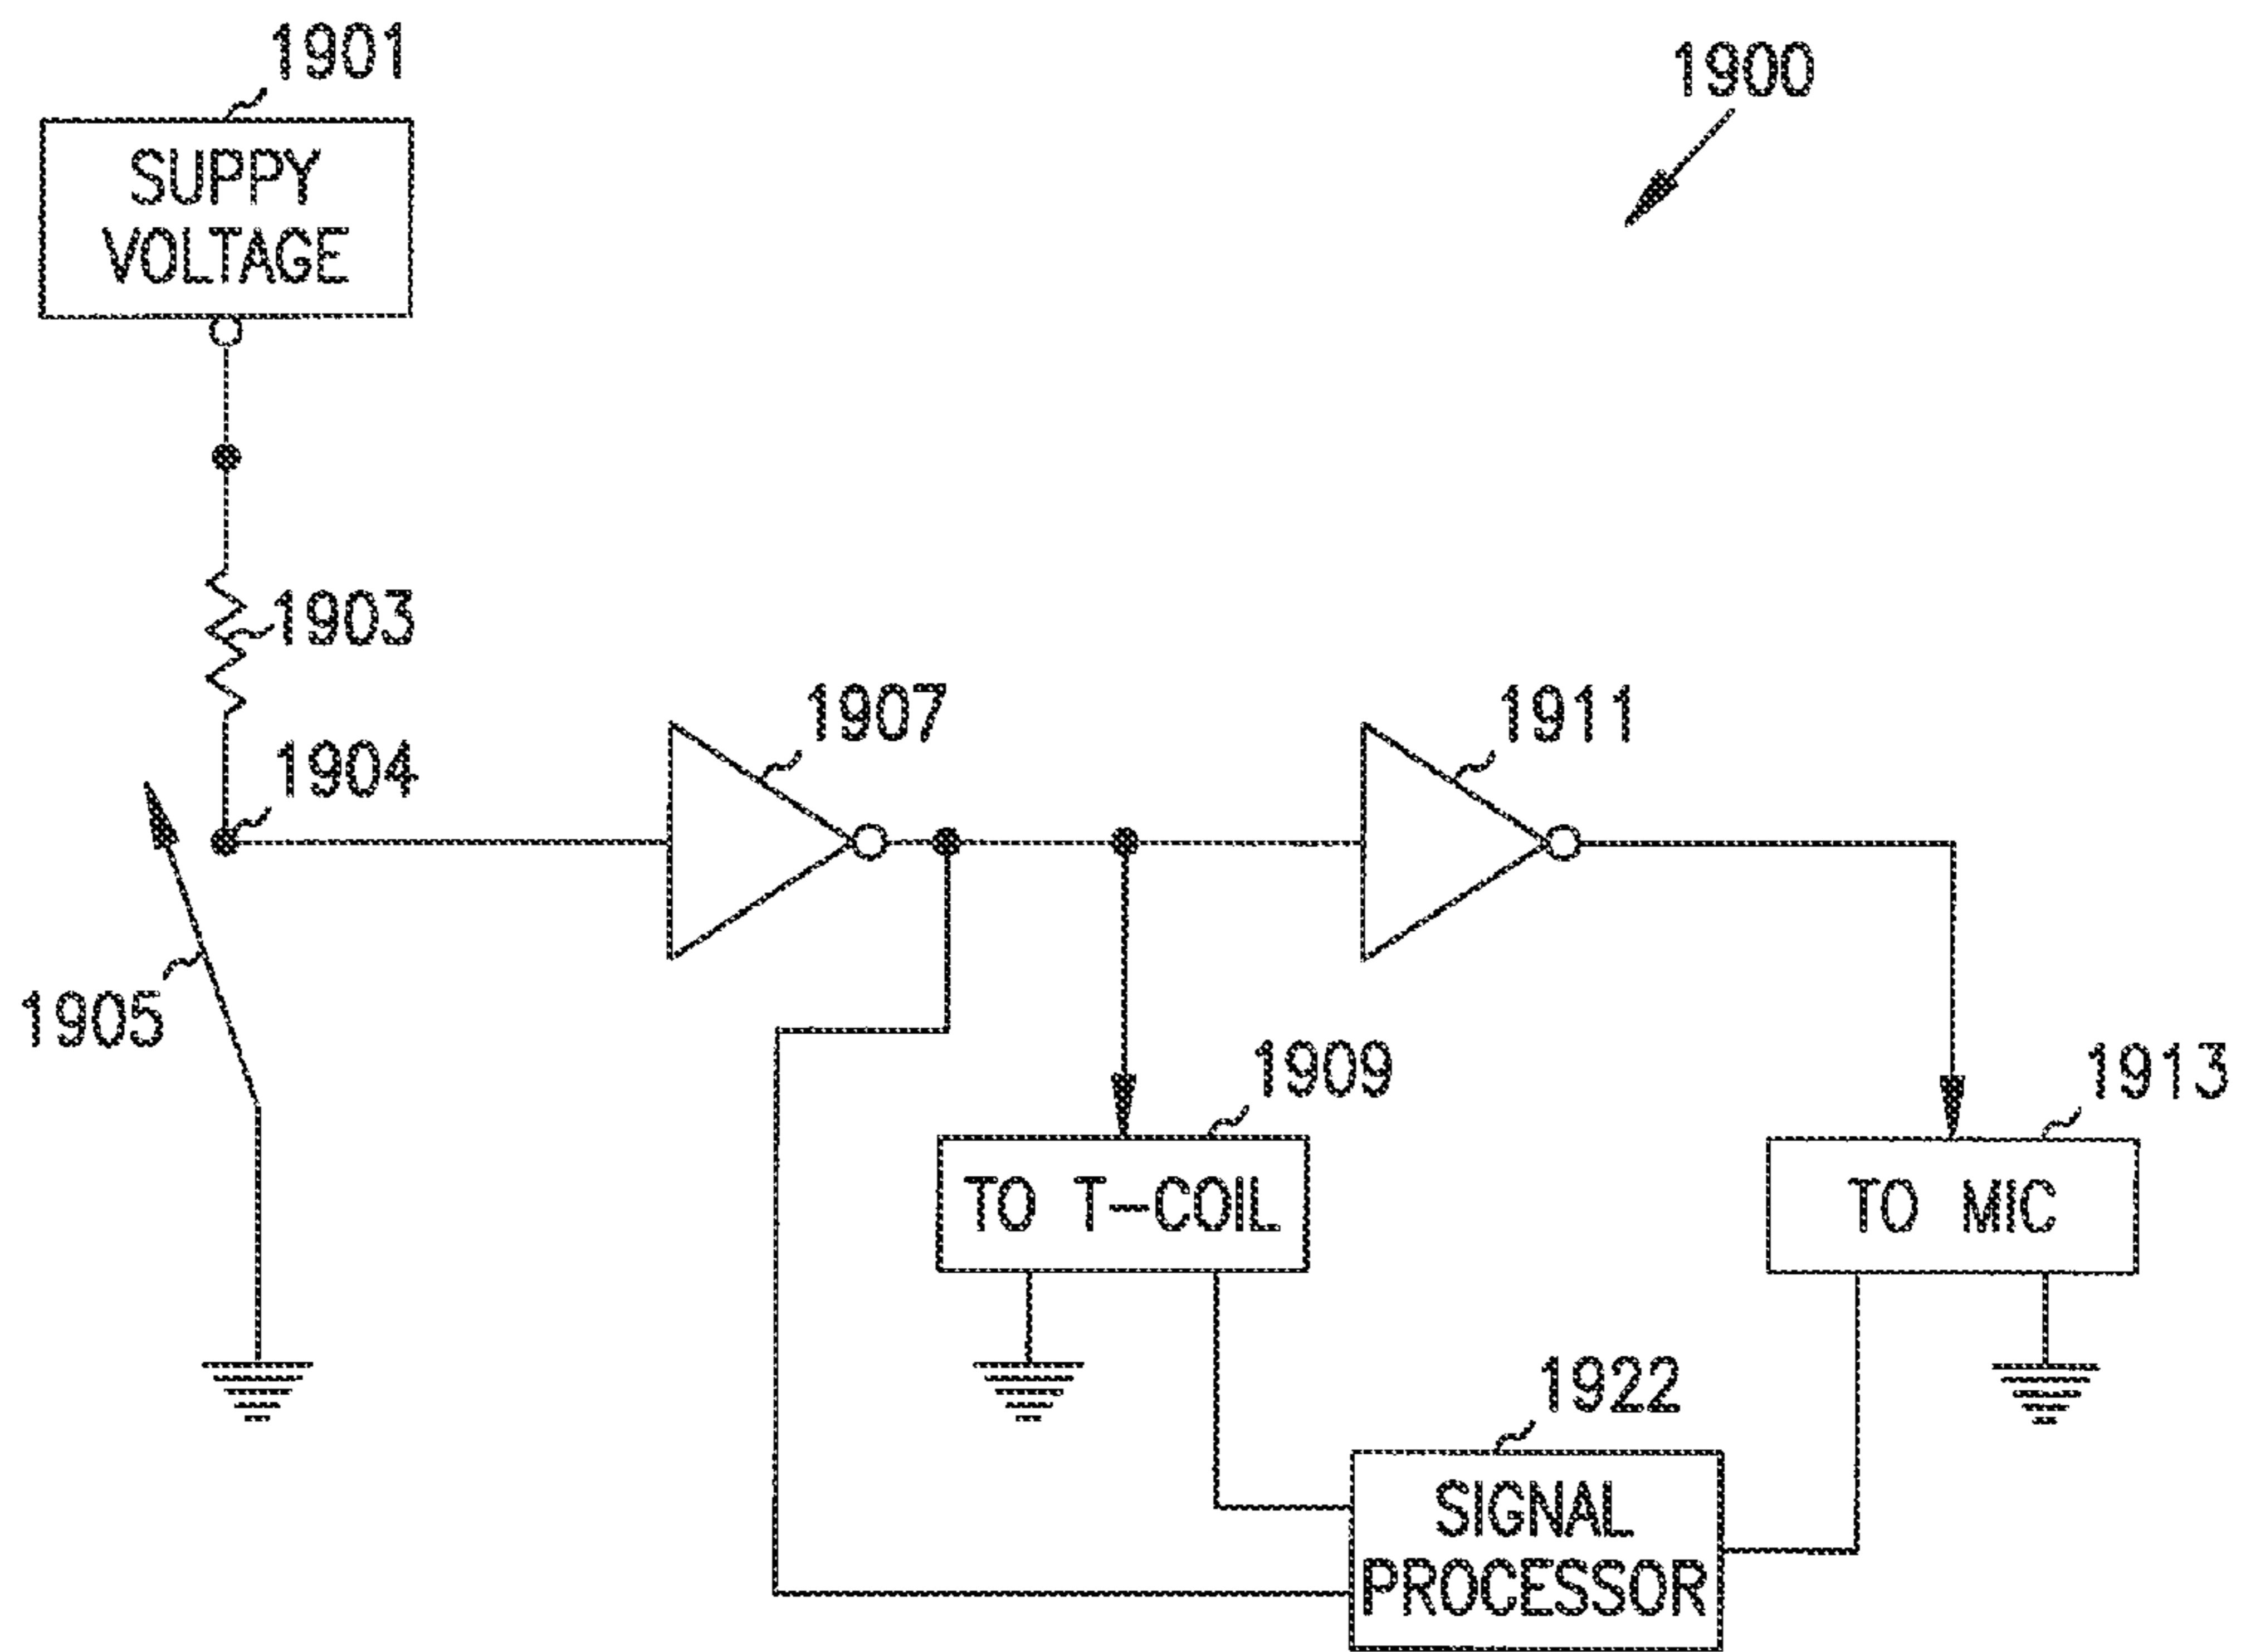 1901
1900
SUPPY
VOLTAGE
1903
1904
1907
1911
1905
1909
1913
TO T-COIL
TO MIC
1922
SIGNAL
PROCESSOR